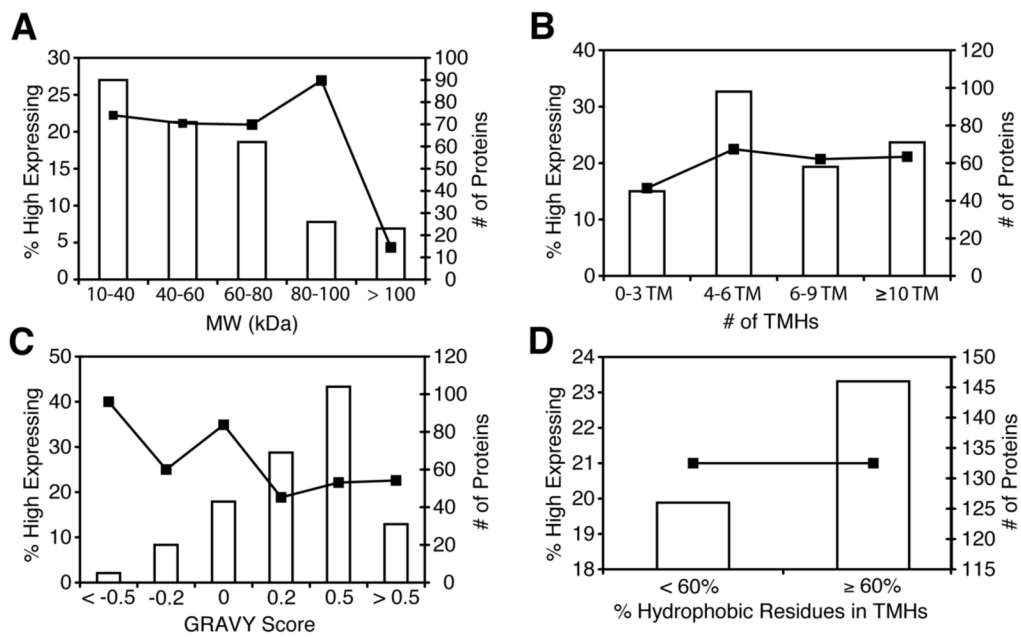 A
% High Expressing
30
25
20
15
10
5
0
100
90
80
70
60
50
40
30
20
10
0
# of Proteins
10-40 40-60 60-80 80-100 > 100
MW (kDa)
B
% High Expressing
40
30
20
10
0
120
100
80
60
40
20
0
# of Proteins
0-3 TM 4-6 TM 6-9 TM ≥10 TM
# of TMHs
C
% High Expressing
50
40
30
20
10
0
120
100
80
60
40
20
0
# of Proteins
< -0.5 -0.2 0 0.2 0.5 > 0.5
GRAVY Score
D
% High Expressing
24
23
22
21
20
19
18
150
145
140
135
130
125
120
115
# of Proteins
< 60% ≥ 60%
% Hydrophobic Residues in TMHs